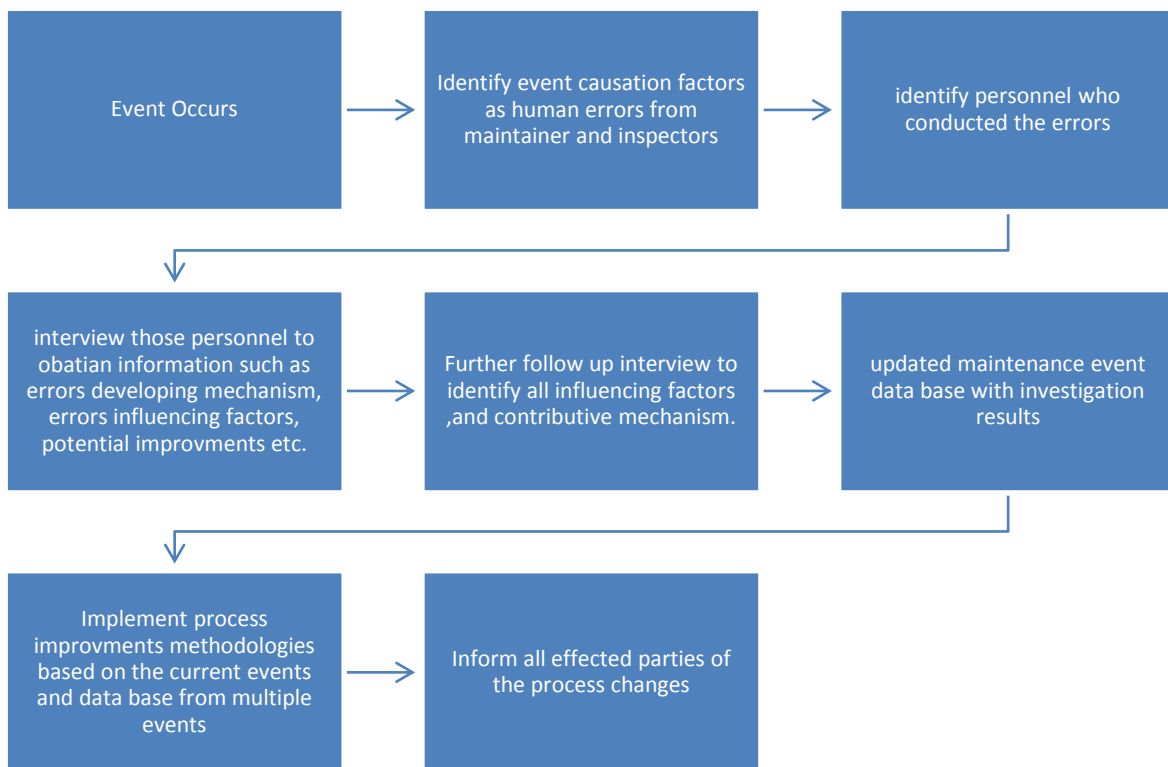 Event Occurs
Identify event causation factors
as human errors from
maintainer and inspectors
identify personnel who
conducted the errors
interview those personnel to
obatian information such as
errors developing mechanism,
errors influencing factors,
potential improvments etc.
Further follow up interview to
identify all influencing factors
,and contributive mechanism.
updated maintenance event
data base with investigation
results
Implement process
improvments methodologies
based on the current events
and data base from multiple
events
Inform all effected parties of
the process changes